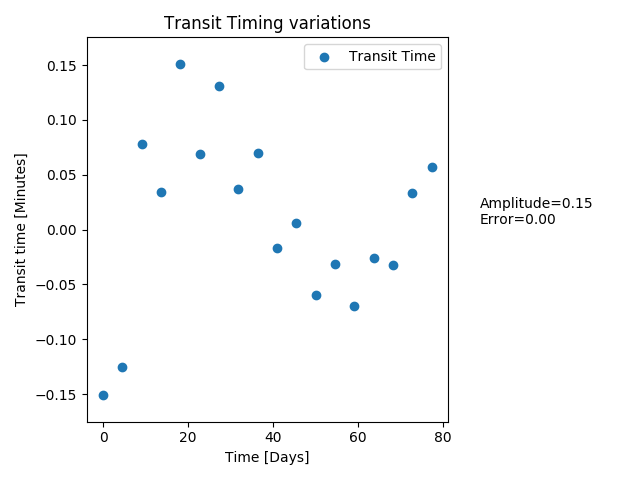 Transit Timing variations
Transit Time
Transit time [Minutes]
0.15
0.10
0.05
0.00
−0.05
−0.10
−0.15
0 20 40 60 80
Time [Days]
Amplitude=0.15
Error=0.00